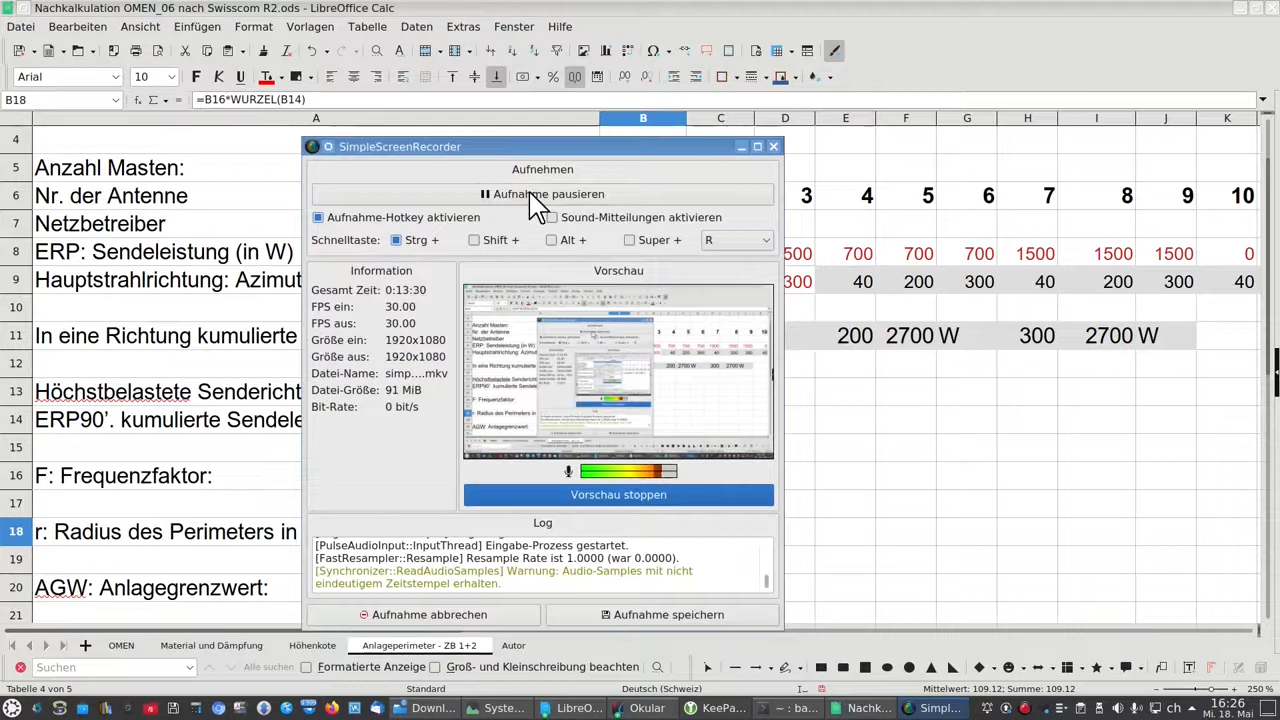 Nachkalkulation OMEN_06 nach Swisscom R2.ods - LibreOffice Calc
Datei Bearbeiten Ansicht Einfügen Format Vorlagen Tabelle Daten Extras Fenster Hilfe
Arial 10
B18 =B16*WURZEL(B14)
A B C D E F G H I J K
4
5 Anzahl Masten:
6 Nr. der Antenne 3 4 5 6 7 8 9 10
7 Netzbetreiber
8 ERP: Sendeleistung (in W) 500 700 700 700 1500 1500 1500 0
9 Hauptstrahlrichtung: Azimut 300 40 200 300 40 200 300 40
10
11 In eine Richtung kumulierte 200 2700 W 300 2700 W
12
13 Höchstbelastete Sendericht
14 ERP90'. kumulierte Sendele
15
16 F: Frequenzfaktor:
17
18 r: Radius des Perimeters in
19
20 AGW: Anlagegrenzwert:
21
SimpleScreenRecorder
Aufnehmen
Aufnahme pausieren
Aufnahme-Hotkey aktivieren Sound-Mitteilungen aktivieren
Schnelltaste: Strg + Shift + Alt + Super + R
Information
Gesamt Zeit: 0:13:30
FPS ein: 30.00
FPS aus: 30.00
Größe ein: 1920x1080
Größe aus: 1920x1080
Datei-Name: simp....mkv
Datei-Größe: 91 MiB
Bit-Rate: 0 bit/s
Vorschau
Vorschau stoppen
Log
[PulseAudioInput::InputThread] Eingabe-Prozess gestartet.
[FastResampler::Resample] Resample Rate ist 1.0000 (war 0.0000).
[Synchronizer::ReadAudioSamples] Warnung: Audio-Samples mit nicht
eindeutigem Zeitstempel erhalten.
Aufnahme abbrechen Aufnahme speichern
OMEN Material und Dämpfung Höhenkote Anlageperimeter - ZB 1+2 Autor
Suchen Alle suchen Formatierte Anzeige Groß- und Kleinschreibung beachten
Tabelle 4 von 5 Standard Deutsch (Schweiz) Mittelwert: 109.12; Summe: 109.12 250 %
Downl... Syste... LibreO... Okular KeePa... ~ : ba... Nachk... Simpl... ch 16:26
Mi. 18. Mai